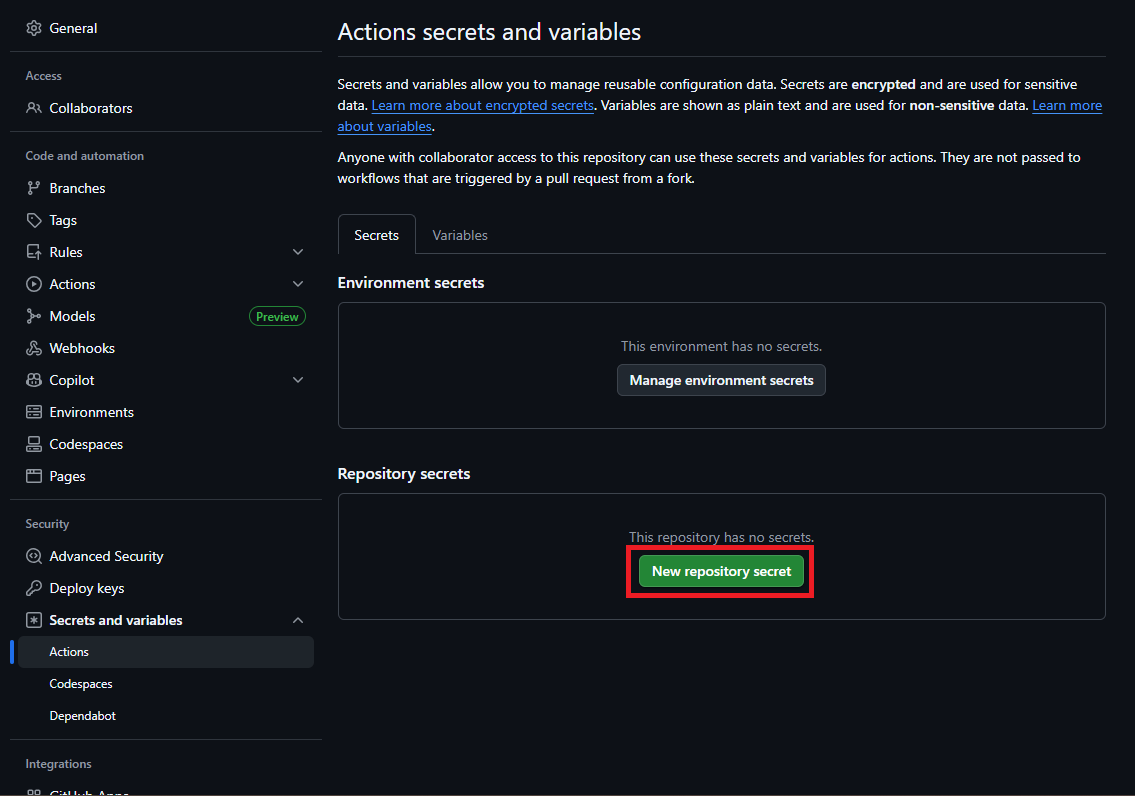 General
Access
Collaborators
Code and automation
Branches
Tags
Rules
Actions
Models
Preview
Webhooks
Copilot
Environments
Codespaces
Pages
Security
Advanced Security
Deploy keys
Secrets and variables
Actions
Codespaces
Dependabot
Integrations
GitHub Apps
Actions secrets and variables
Secrets and variables allow you to manage reusable configuration data. Secrets are encrypted and are used for sensitive
data. Learn more about encrypted secrets. Variables are shown as plain text and are used for non-sensitive data. Learn more
about variables.
Anyone with collaborator access to this repository can use these secrets and variables for actions. They are not passed to
workflows that are triggered by a pull request from a fork.
Secrets
Variables
Environment secrets
This environment has no secrets.
Manage environment secrets
Repository secrets
This repository has no secrets.
New repository secret